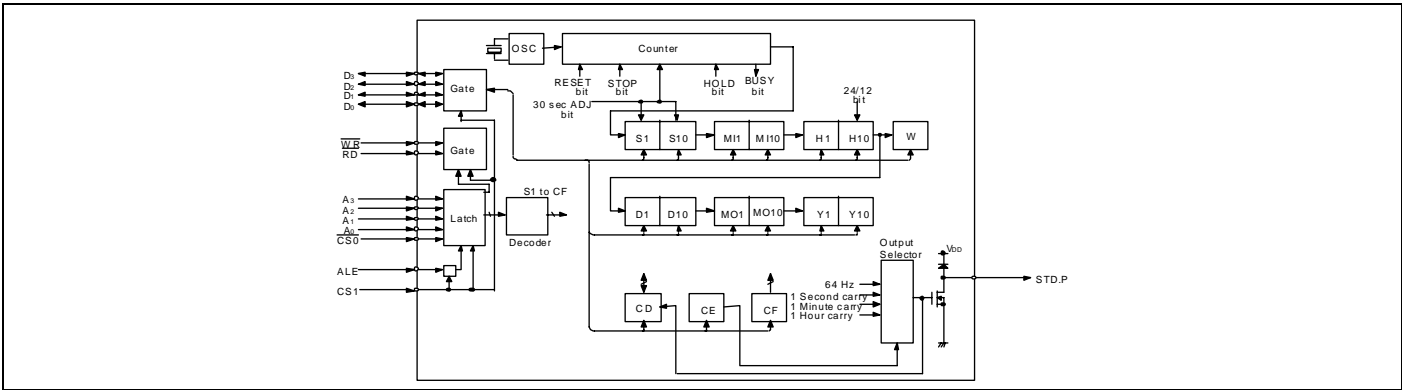 OSC
Counter
RESET
bit
STOP
bit
HOLD
bit
BUSY
bit
30 sec ADJ
bit
24/12
bit
D3
D2
D1
D0
Gate
WR
RD
Gate
S1
S10
MI1
MI10
H1
H10
W
A3
A2
A1
A0
CS0
Latch
S1 to CF
Decoder
D1
D10
MO1
MO10
Y1
Y10
ALE
CS1
CD
CE
CF
64 Hz
1 Second carry
1 Minute carry
1 Hour carry
Output
Selector
VDD
STD.P